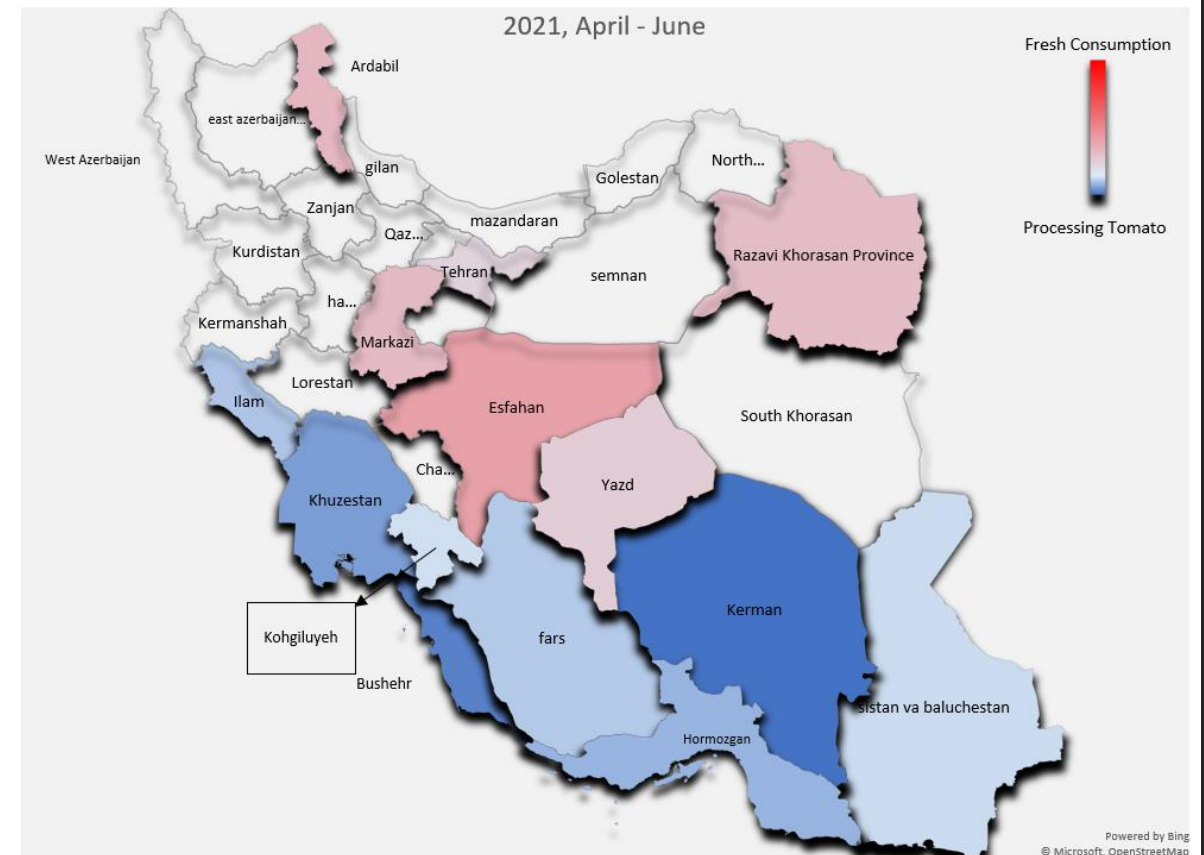 2021, April - June
Fresh Consumption
Processing Tomato
Ardabil
east azerbaijan...
West Azerbaijan
gilan
Golestan
North...
Zanjan
mazandaran
Qaz...
Kurdistan
Tehran
semnan
Razavi Khorasan Province
ha...
Kermanshah
Markazi
Lorestan
Ilam
Esfahan
South Khorasan
Cha...
Yazd
Khuzestan
Kohgiluyeh
fars
Kerman
Bushehr
sistan va baluchestan
Hormozgan
Powered by Bing
© Microsoft, OpenStreetMap